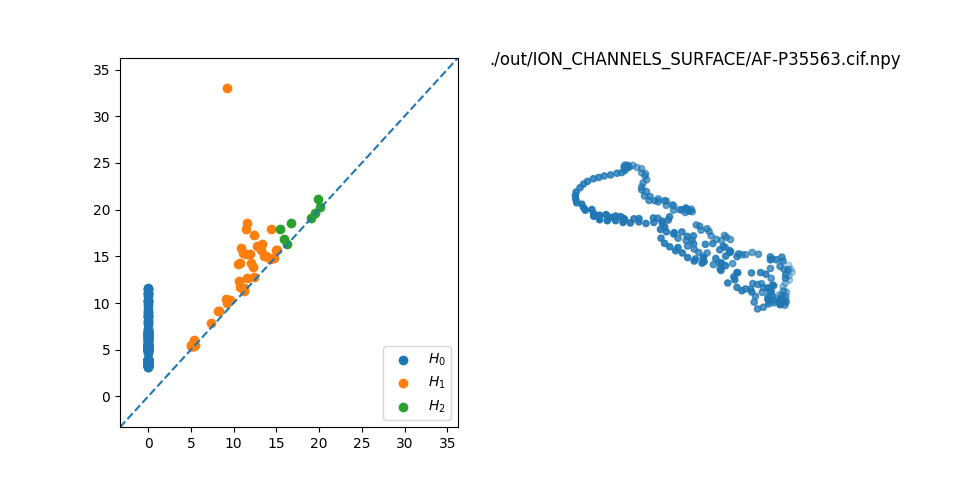 ./out/ION_CHANNELS_SURFACE/AF-P35563.cif.npy
35
30
25
20
15
10
5
0
H₀
H₁
H₂
0 5 10 15 20 25 30 35